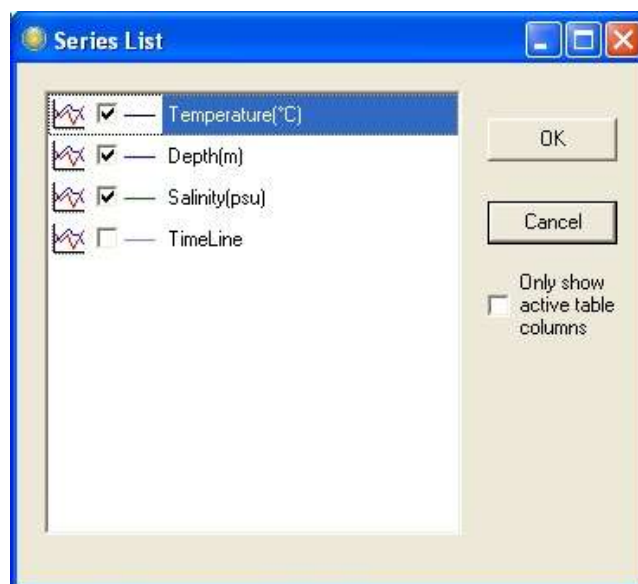 Series List
Temperature(°C)
Depth(m)
Salinity(psu)
TimeLine
OK
Cancel
Only show
active table
columns